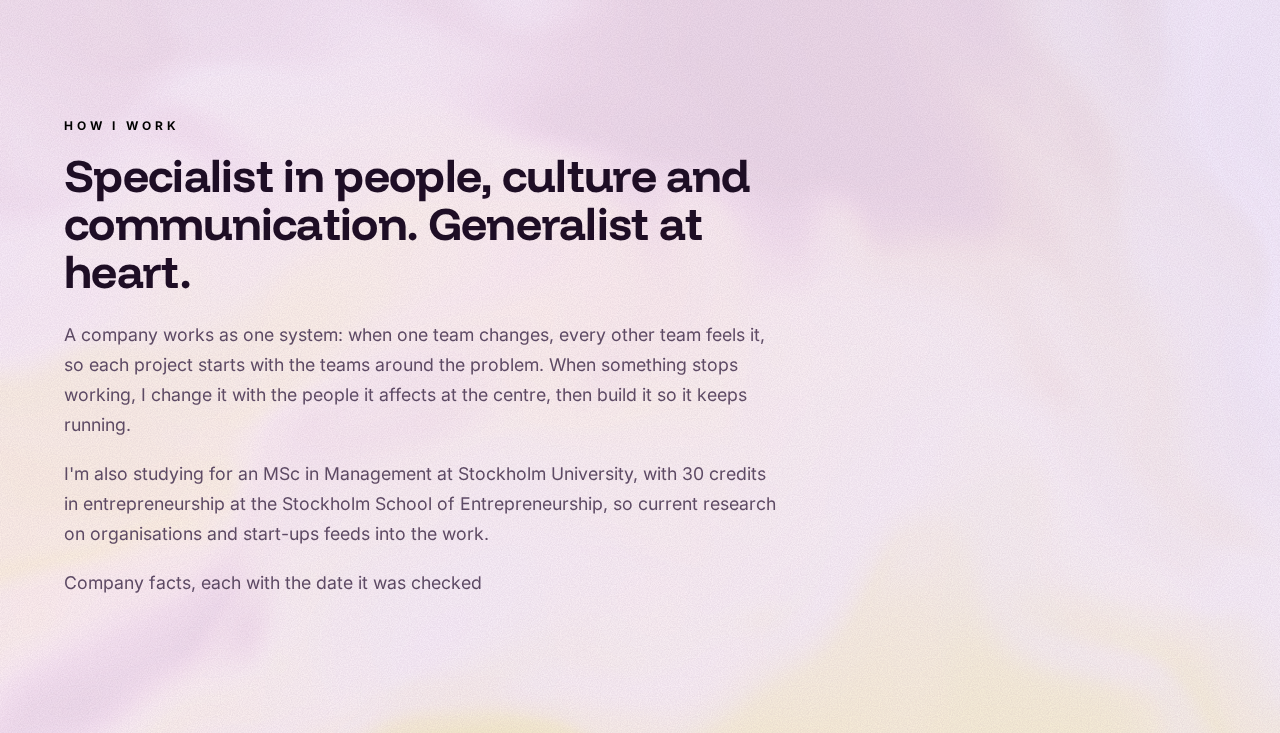 HOW I WORK
Specialist in people, culture and
communication. Generalist at
heart.
A company works as one system: when one team changes, every other team feels it,
so each project starts with the teams around the problem. When something stops
working, I change it with the people it affects at the centre, then build it so it keeps
running.
I'm also studying for an MSc in Management at Stockholm University, with 30 credits
in entrepreneurship at the Stockholm School of Entrepreneurship, so current research
on organisations and start-ups feeds into the work.
Company facts, each with the date it was checked